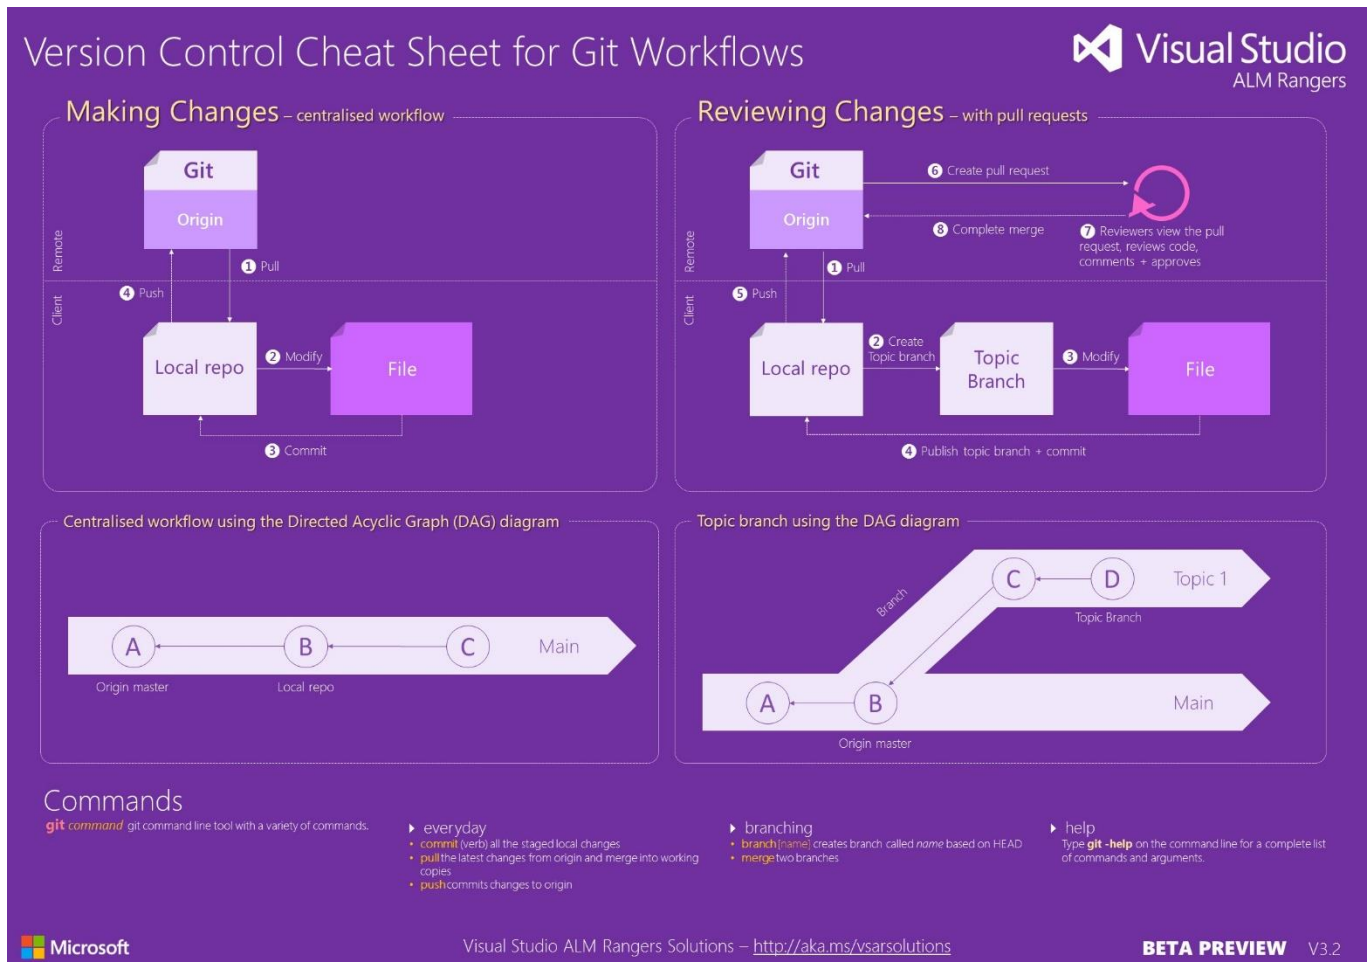 Version Control Cheat Sheet for Git Workflows
Visual Studio
ALM Rangers
Making Changes – centralised workflow
Git
Origin
Remote
Client
1 Pull
4 Push
Local repo
2 Modify
File
3 Commit
Reviewing Changes – with pull requests
Git
Origin
6 Create pull request
8 Complete merge
7 Reviewers view the pull
request, reviews code,
comments + approves
Remote
Client
1 Pull
5 Push
Local repo
2 Create
Topic branch
Topic
Branch
3 Modify
File
4 Publish topic branch + commit
Centralised workflow using the Directed Acyclic Graph (DAG) diagram
A
B
C
Main
Origin master
Local repo
Topic branch using the DAG diagram
Branch
C
D
Topic 1
Topic Branch
A
B
Main
Origin master
Commands
git command git command line tool with a variety of commands.
everyday
• commit (verb) all the staged local changes
• pull the latest changes from origin and merge into working
copies
• push commits changes to origin
branching
• branch [name] creates branch called name based on HEAD
• merge two branches
help
Type git -help on the command line for a complete list
of commands and arguments.
Microsoft
Visual Studio ALM Rangers Solutions – http://aka.ms/vsarsolutions
BETA PREVIEW V3.2